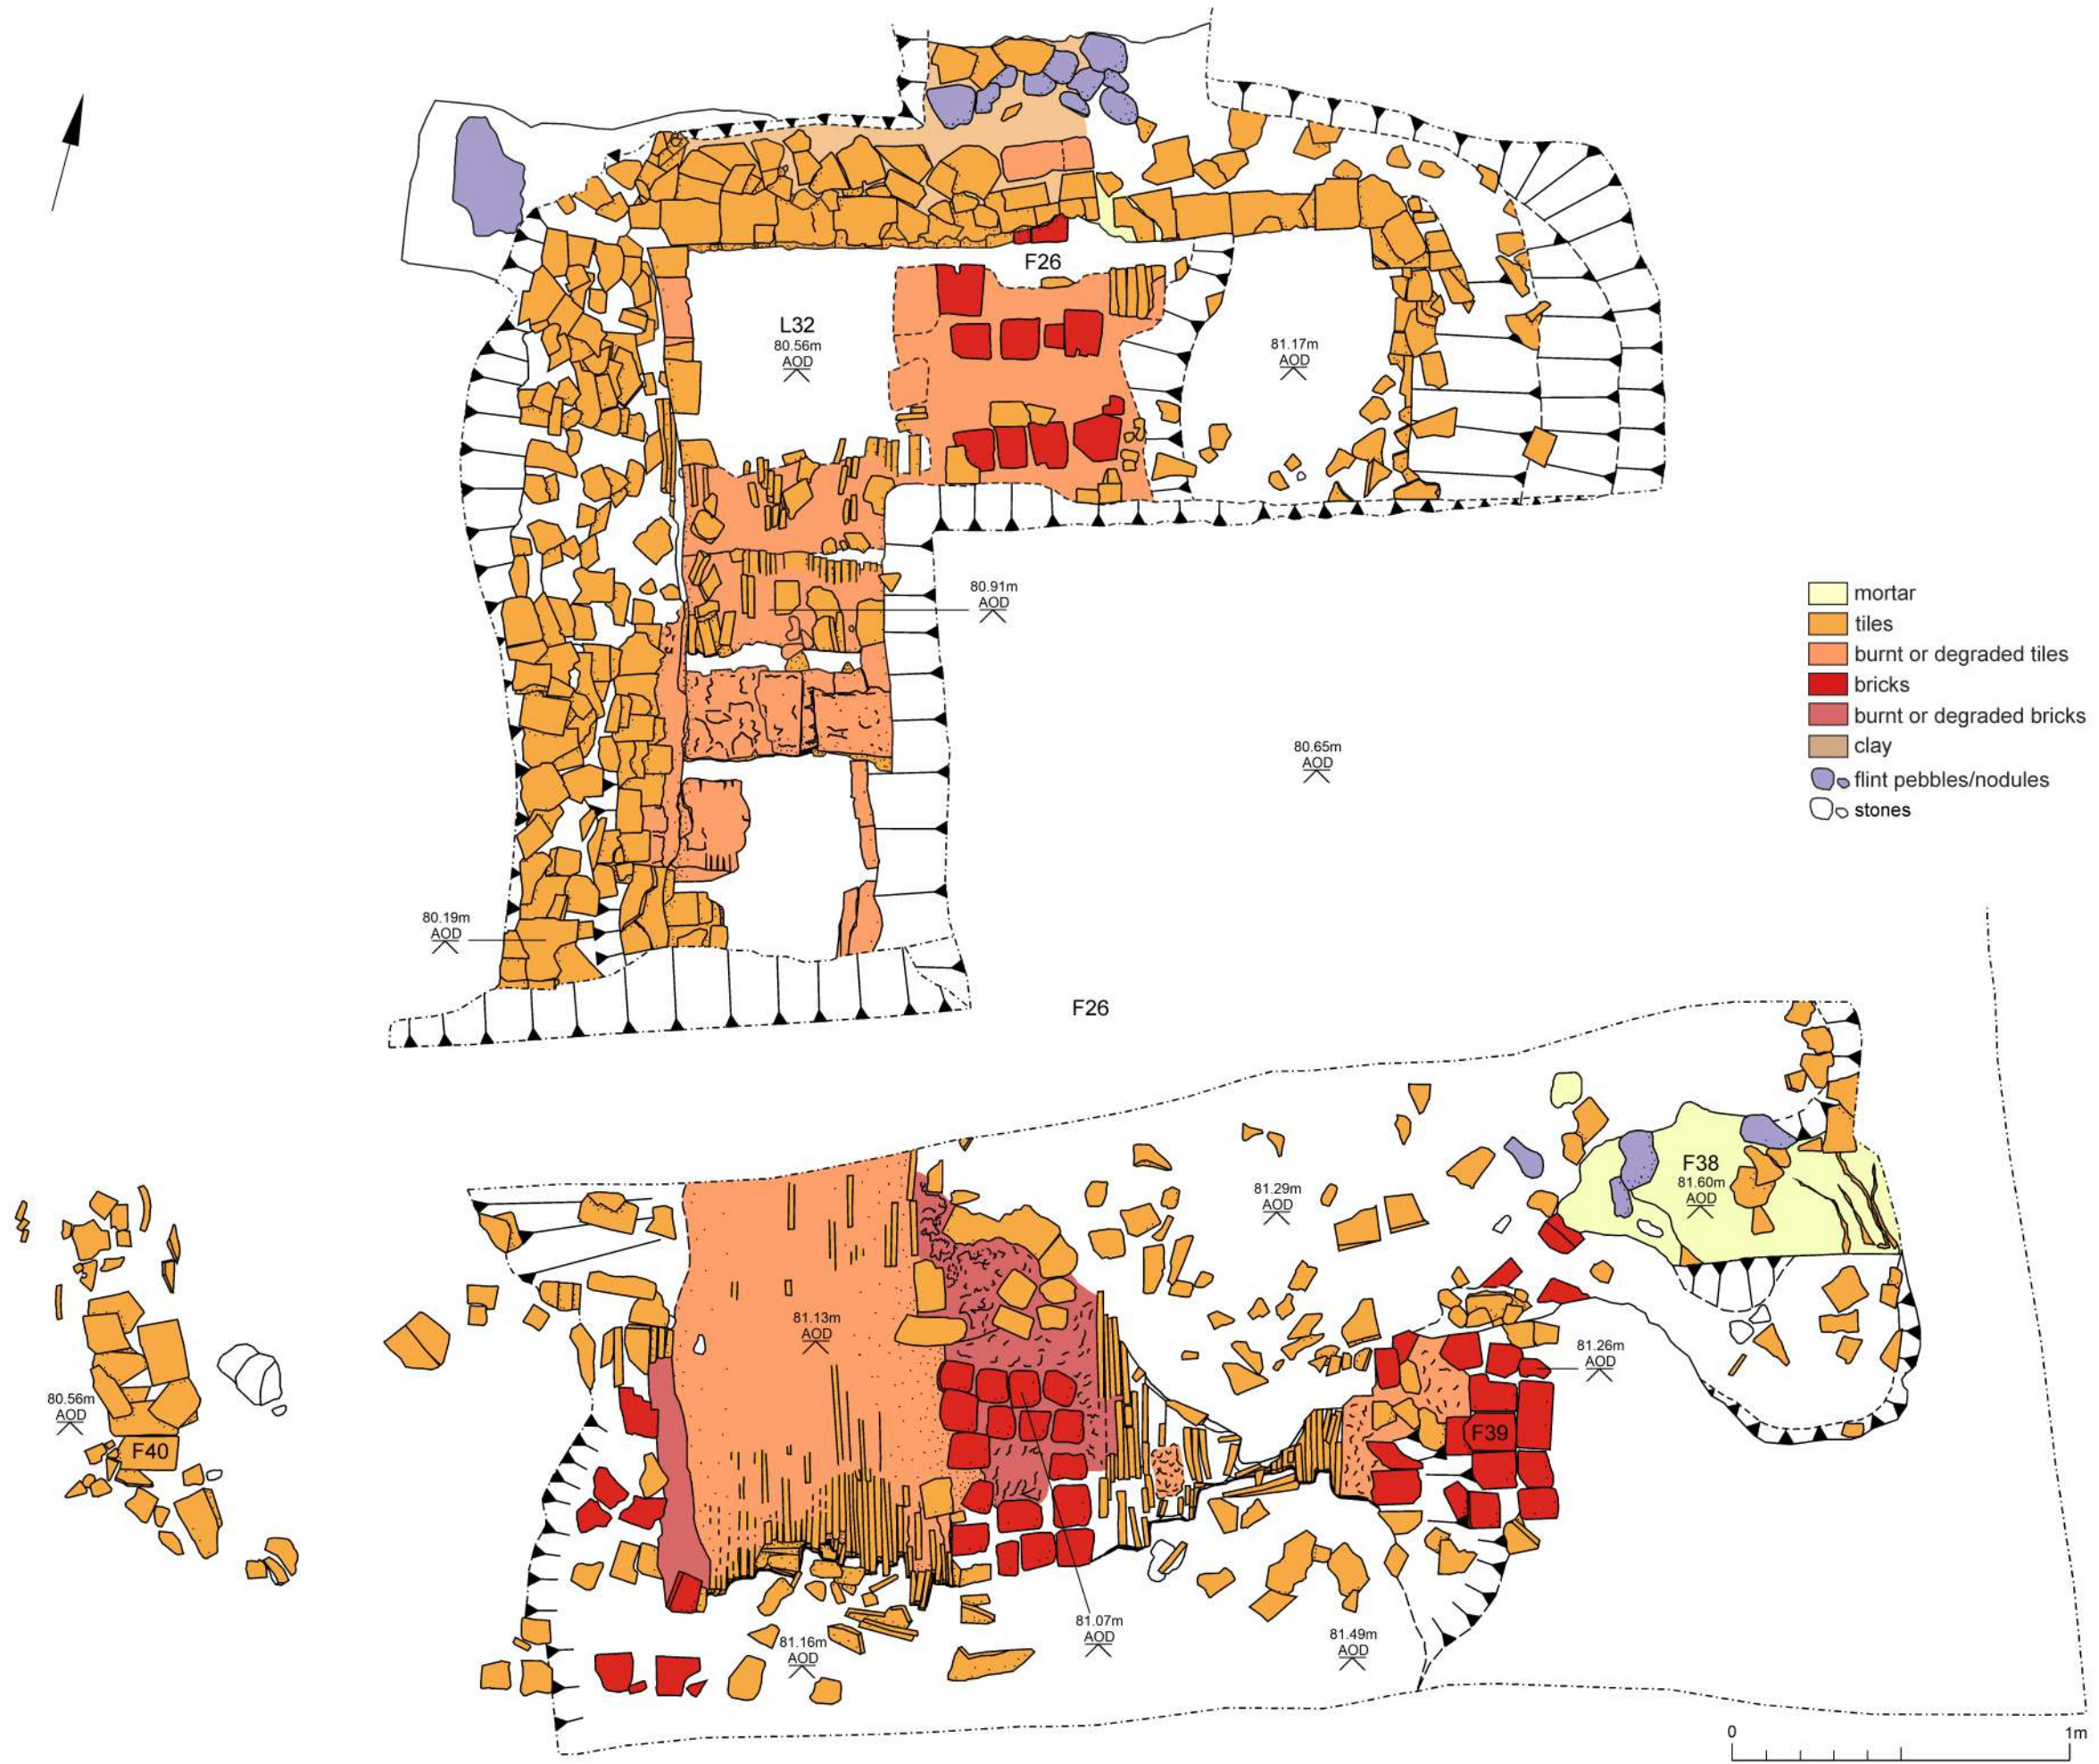 F26
L32
80.56m
AOD
81.17m
AOD
80.91m
AOD
mortar
tiles
burnt or degraded tiles
bricks
burnt or degraded bricks
clay
flint pebbles/nodules
stones
80.65m
AOD
80.19m
AOD
F26
F38
81.60m
AOD
81.29m
AOD
81.13m
AOD
81.26m
AOD
80.56m
AOD
F40
F39
81.07m
AOD
81.16m
AOD
81.49m
AOD
0 1m